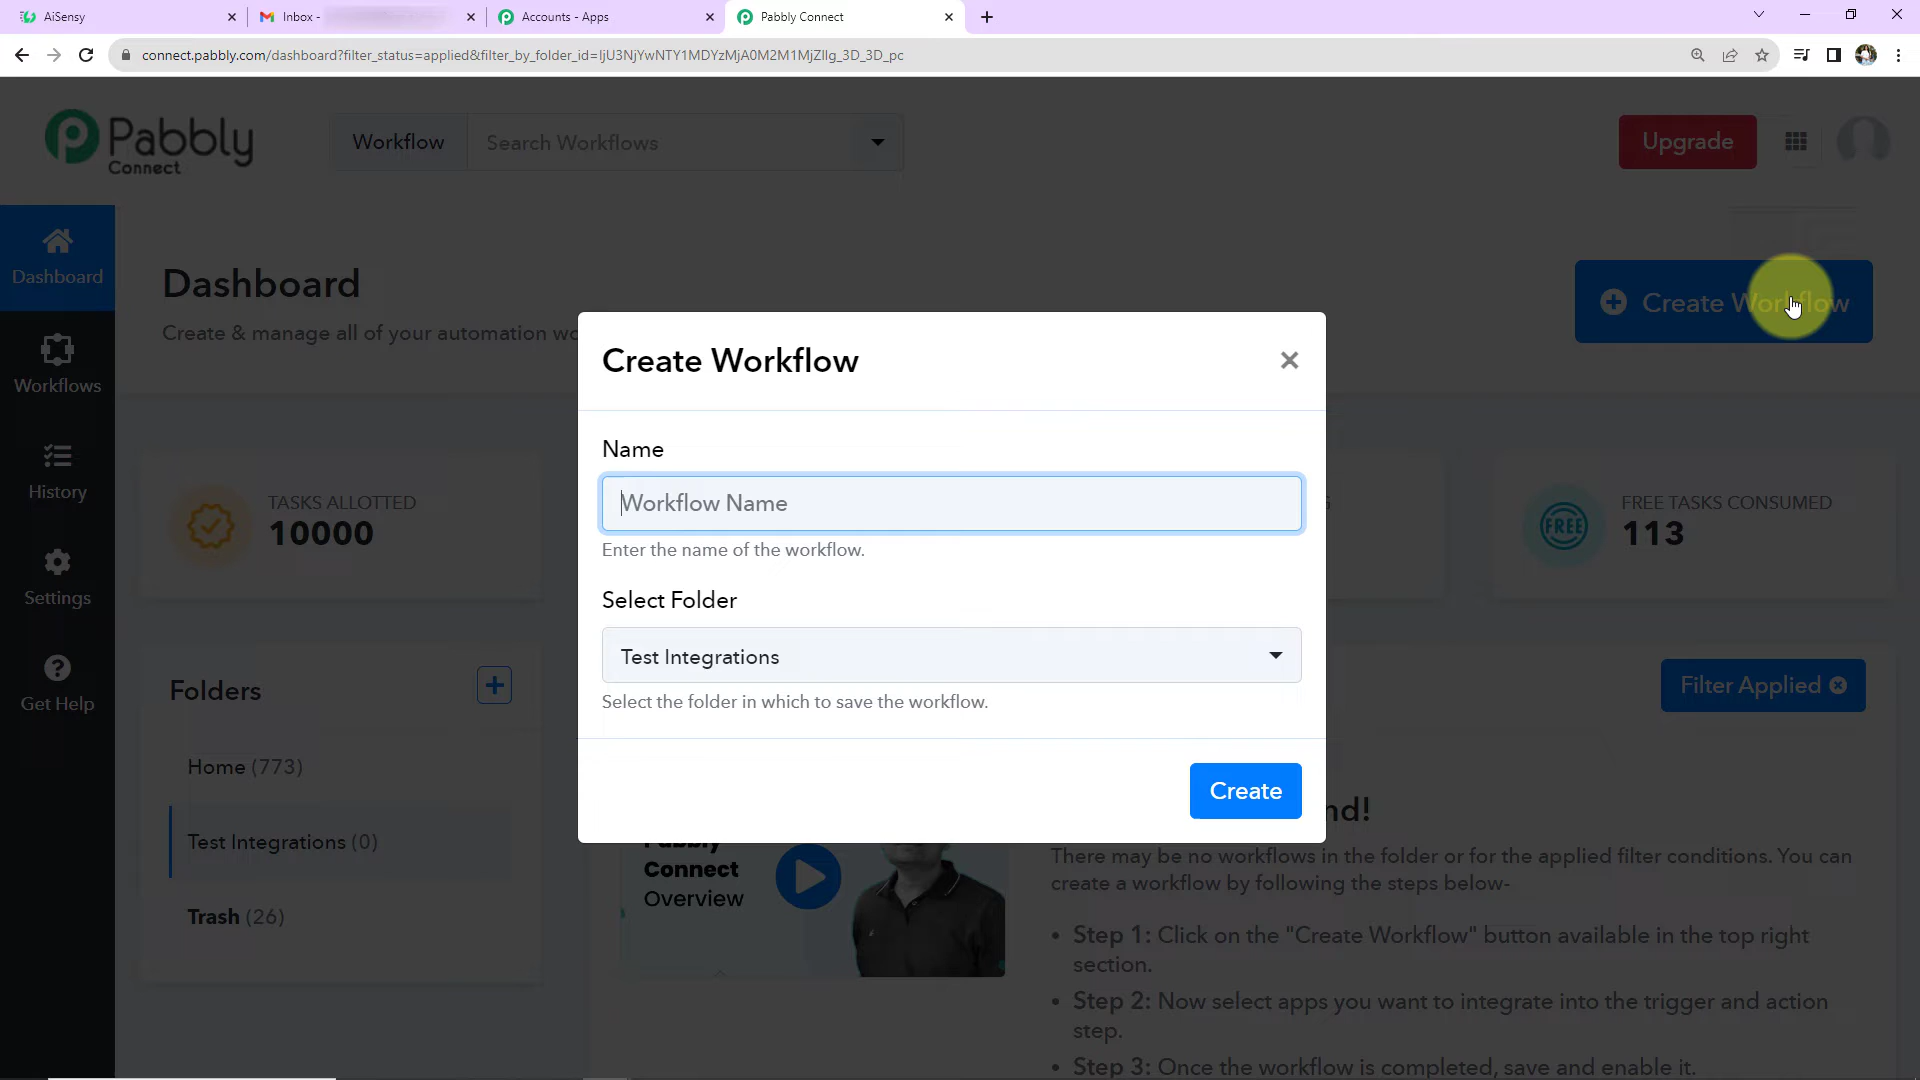 AiSensy
Inbox -
Accounts - Apps
Pabbly Connect
connect.pabbly.com/dashboard?filter_status=applied&filter_by_folder_id=IjU3NjYwNTY1MDYzMjA0M2M1MjZlIg_3D_3D_pc
Pabbly
Connect
Workflow
Search Workflows
Upgrade
Dashboard
Workflows
History
Settings
Get Help
Dashboard
Create & manage all of your automation wo
Create Workflow
TASKS ALLOTTED
10000
FREE
FREE TASKS CONSUMED
113
Create Workflow
Name
Workflow Name
Enter the name of the workflow.
Select Folder
Test Integrations
Select the folder in which to save the workflow.
Create
Folders
Home (773)
Test Integrations (0)
Trash (26)
Filter Applied
Pabbly
Connect
Overview
nd!
There may be no workflows in the folder or for the applied filter conditions. You can
create a workflow by following the steps below-
• Step 1: Click on the "Create Workflow" button available in the top right
section.
• Step 2: Now select apps you want to integrate into the trigger and action
step.
• Step 3: Once the workflow is completed, save and enable it.